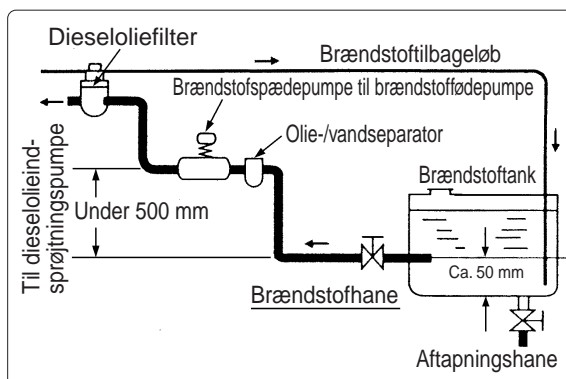 Dieseloliefilter
Brændstoftilbageløb
Brændstofspædepumpe til brændstoffødepumpe
Olie-/vandseparator
Brændstoftank
Til dieselolieind-
sprøjtningspumpe
Under 500 mm
Ca. 50 mm
Brændstofhane
Aftapningshane